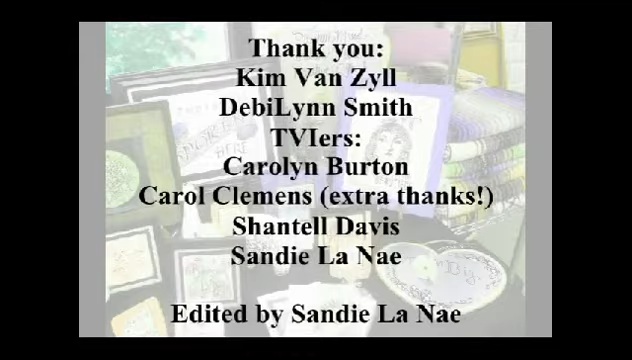 Thank you:
Kim Van Zyll
DebiLynn Smith
TVIers:
Carolyn Burton
Carol Clemens (extra thanks!)
Shantell Davis
Sandie La Nae
Edited by Sandie La Nae